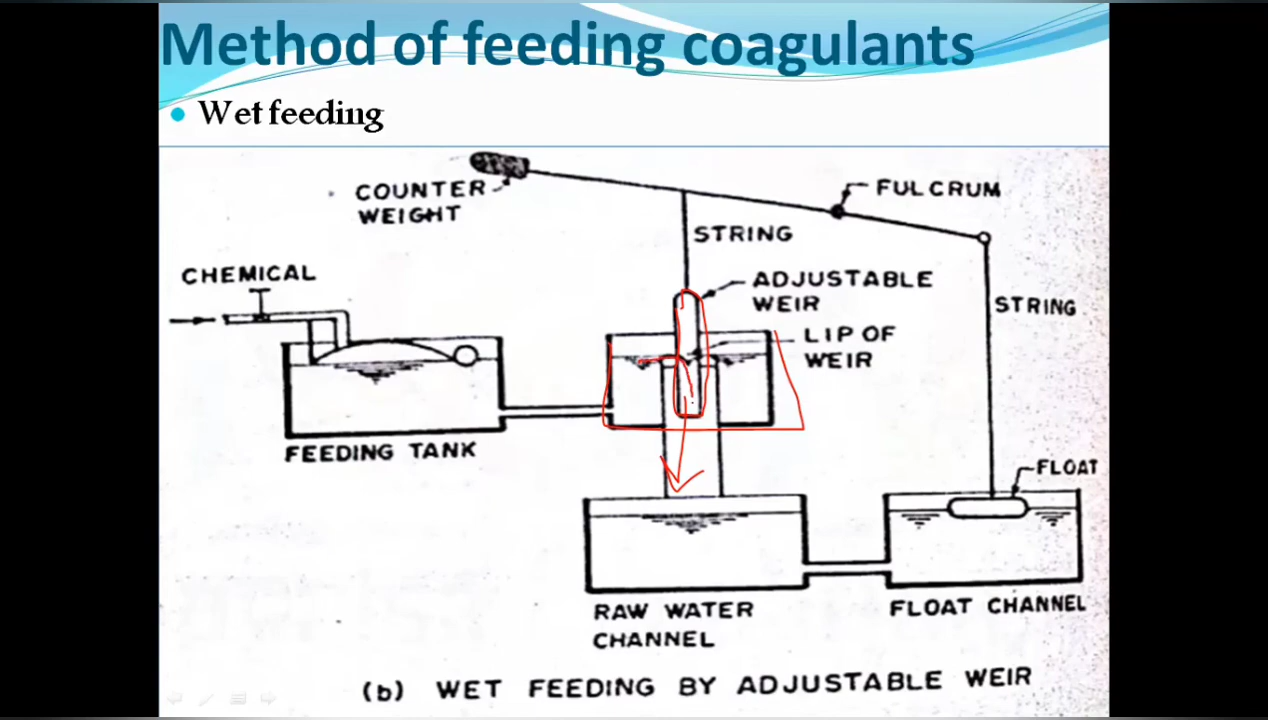 Method of feeding coagulants
• Wet feeding
COUNTER
WEIGHT
FULCRUM
STRING
CHEMICAL
ADJUSTABLE
WEIR
STRING
LIP OF
WEIR
FEEDING TANK
FLOAT
RAW WATER
CHANNEL
FLOAT CHANNEL
(b) WET FEEDING BY ADJUSTABLE WEIR